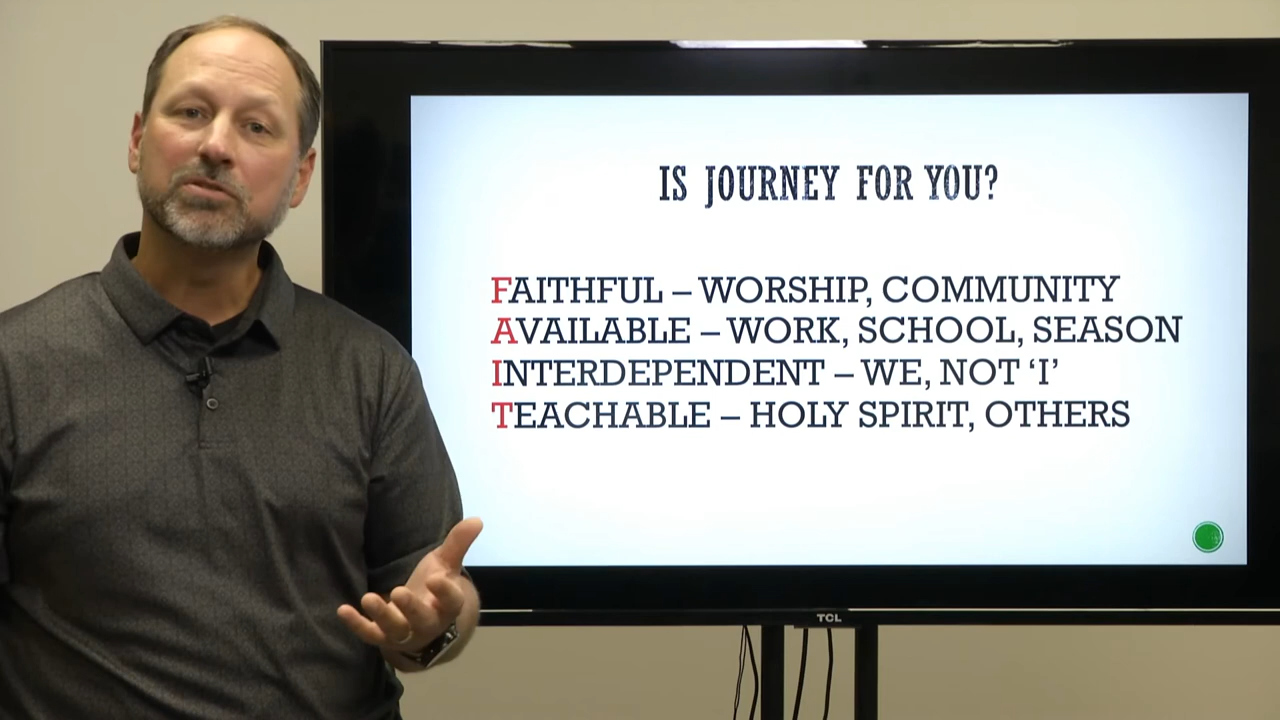 IS JOURNEY FOR YOU?
FAITHFUL – WORSHIP, COMMUNITY
AVAILABLE – WORK, SCHOOL, SEASON
INTERDEPENDENT – WE, NOT ‘I’
TEACHABLE – HOLY SPIRIT, OTHERS
TCL